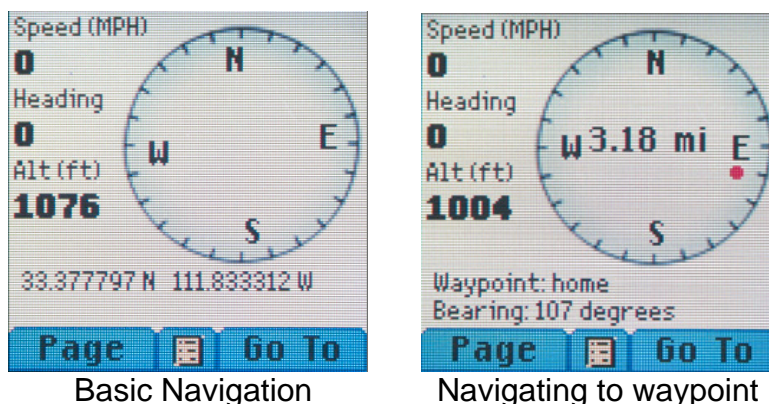 Speed (MPH)
0
Heading
0
Alt (ft)
1076
N
W
E
S
33.377797 N 111.833312 W
Page
Go To
Basic Navigation
Speed (MPH)
0
Heading
0
Alt (ft)
1004
N
W 3.18 mi E
S
Waypoint: home
Bearing: 107 degrees
Page
Go To
Navigating to waypoint